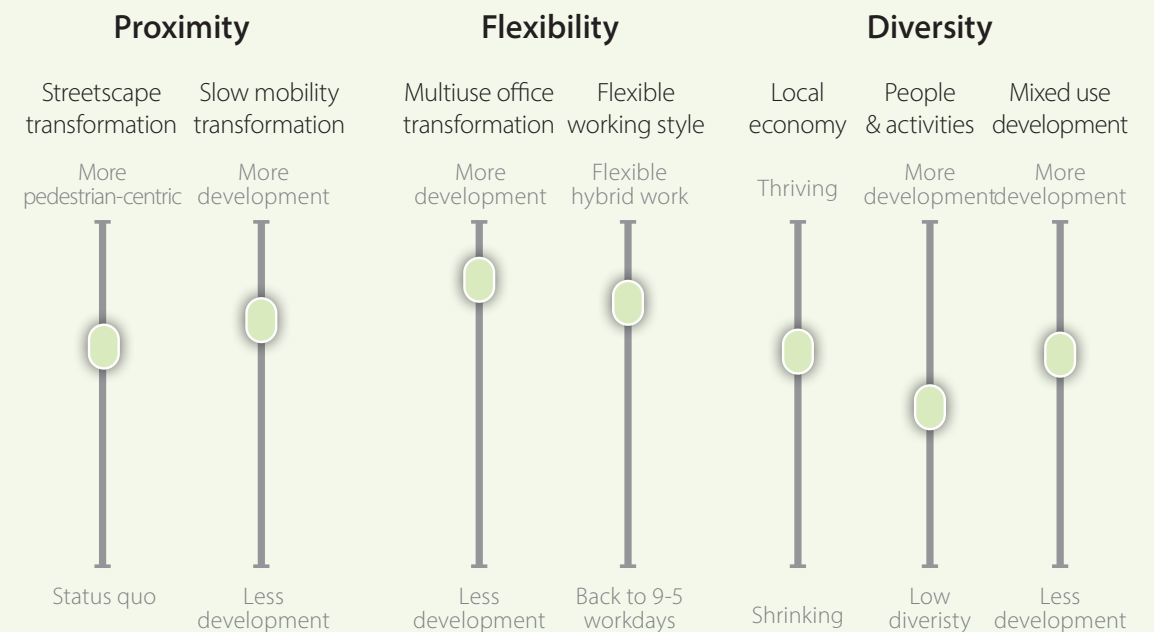 Proximity
Flexibility
Diversity
Streetscape
transformation
Slow mobility
transformation
Multiuse office
transformation
Flexible
working style
Local
economy
People
& activities
Mixed use
development
More
pedestrian-centric
More
development
More
development
Flexible
hybrid work
Thriving
More
development
More
development
Status quo
Less
development
Less
development
Back to 9-5
workdays
Shrinking
Low
diveristy
Less
development